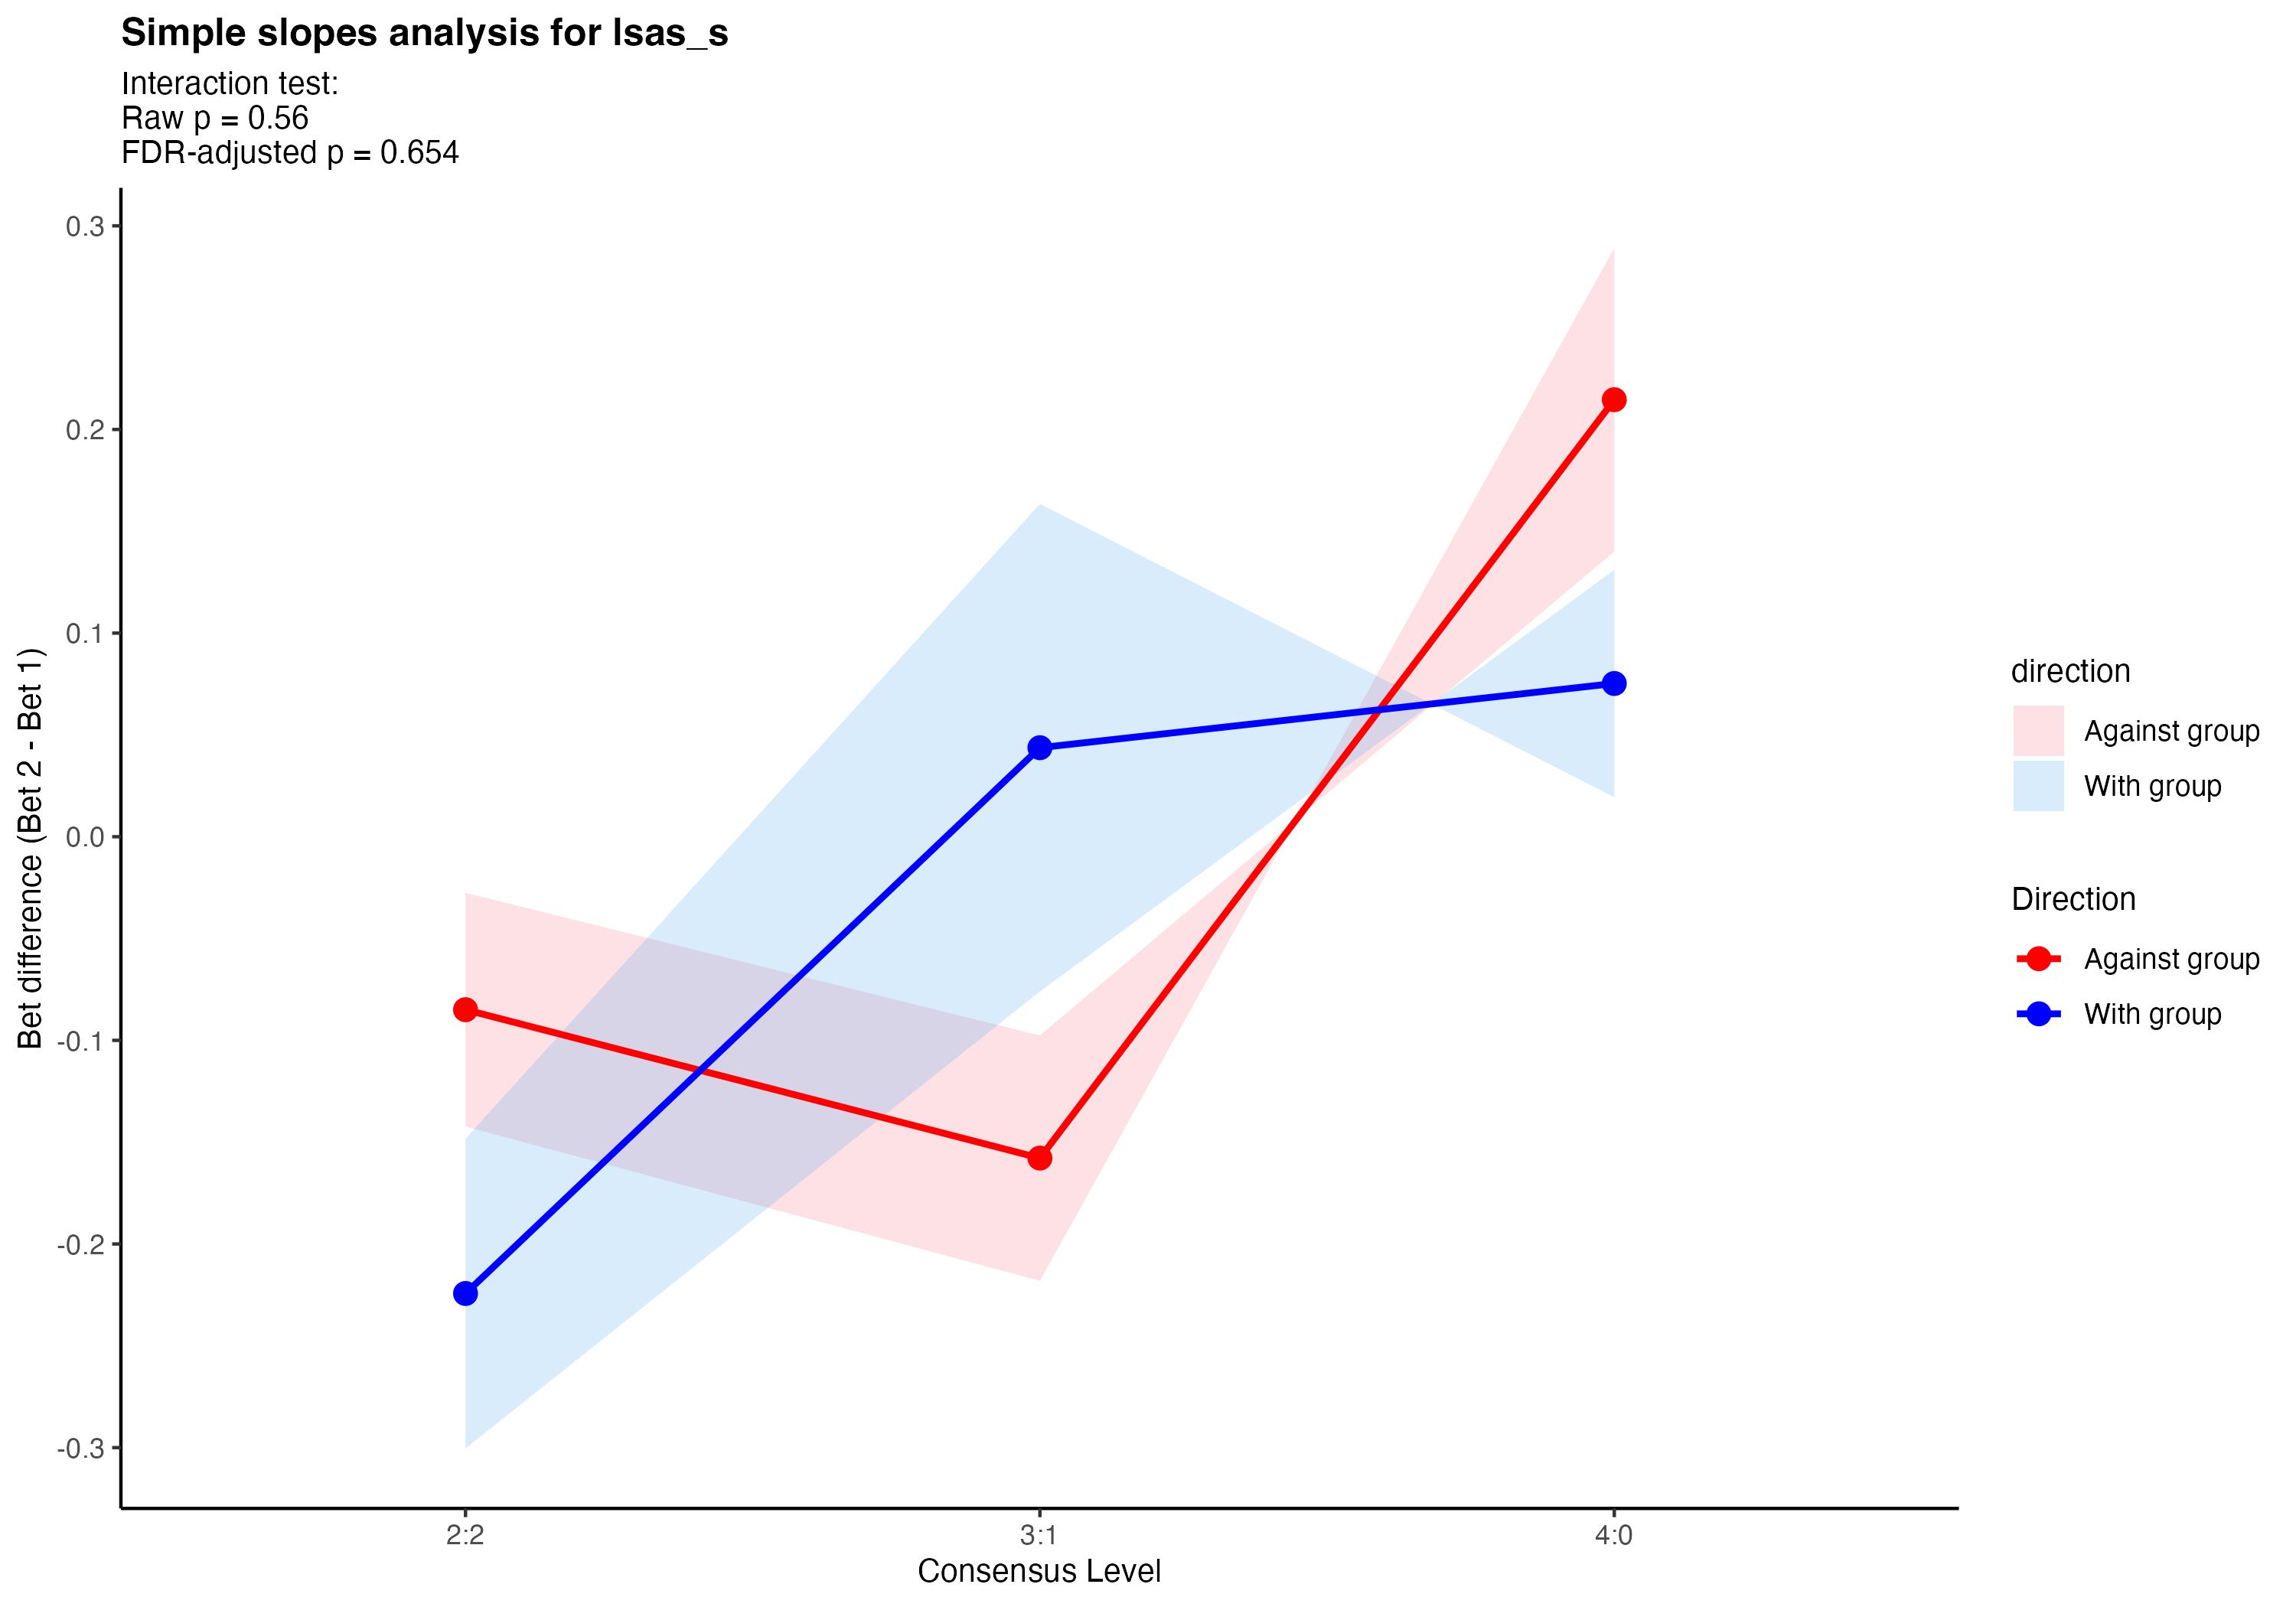 Simple slopes analysis for lsas_s
Interaction test:
Raw p = 0.56
FDR-adjusted p = 0.654
0.3
0.2
0.1
0.0
-0.1
-0.2
-0.3
Bet difference (Bet 2 - Bet 1)
2:2
3:1
4:0
Consensus Level
direction
Against group
With group
Direction
Against group
With group